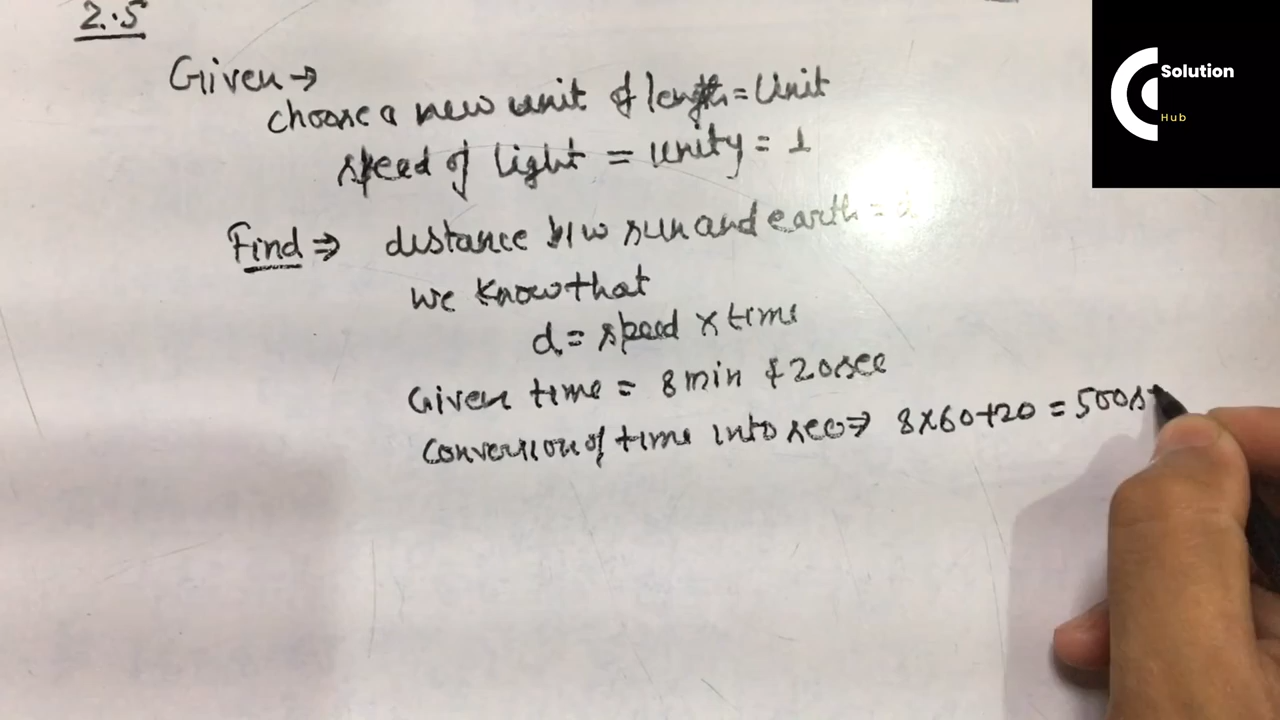 2.5
Given →
choose a new unit of length = Unit
speed of light = unity = 1
Find ⇒ distance b/w sun and earth =
we know that
d = speed × time
Given time = 8 min & 20 sec
conversion of time into sec ⇒ 8×60+20 = 500s
Solution
Hub